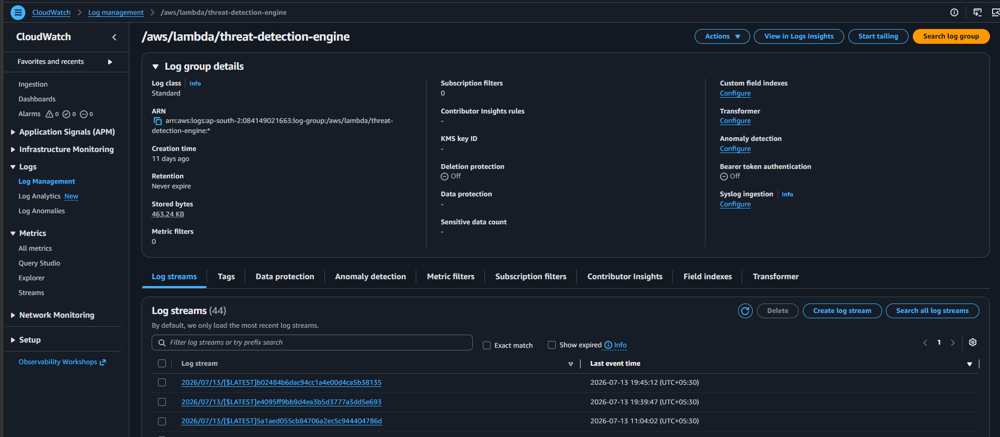 CloudWatch > Log management > /aws/lambda/threat-detection-engine
CloudWatch
Favorites and recents
Ingestion
Dashboards
Alarms 0 0 0
Application Signals (APM)
Infrastructure Monitoring
Logs
Log Management
Log Analytics New
Log Anomalies
Metrics
All metrics
Query Studio
Explorer
Streams
Network Monitoring
Setup
Observability Workshops
/aws/lambda/threat-detection-engine
Actions View in Logs Insights Start tailing Search log group
Log group details
Log class Info
Standard
ARN
arn:aws:logs:ap-south-2:084149021663:log-group:/aws/lambda/threat-
detection-engine:*
Creation time
11 days ago
Retention
Never expire
Stored bytes
463.24 KB
Metric filters
0
Subscription filters
0
Contributor Insights rules
-
KMS key ID
-
Deletion protection
Off
Data protection
-
Sensitive data count
-
Custom field indexes
Configure
Transformer
Configure
Anomaly detection
Configure
Bearer token authentication
Off
Syslog ingestion Info
Configure
Log streams Tags Data protection Anomaly detection Metric filters Subscription filters Contributor Insights Field indexes Transformer
Log streams (44)
Delete Create log stream Search all log streams
By default, we only load the most recent log streams.
Filter log streams or try prefix search
Exact match Show expired Info
1
Log stream Last event time
2026/07/13/[$LATEST]b02484b6dac94cc1a4e00d4ca5b38135 2026-07-13 19:45:12 (UTC+05:30)
2026/07/13/[$LATEST]e4095ff9bb9d4ea3b5d3777a3dd5e693 2026-07-13 19:39:47 (UTC+05:30)
2026/07/13/[$LATEST]5a1aed055cb84706a2ec5c944404786d 2026-07-13 11:04:02 (UTC+05:30)